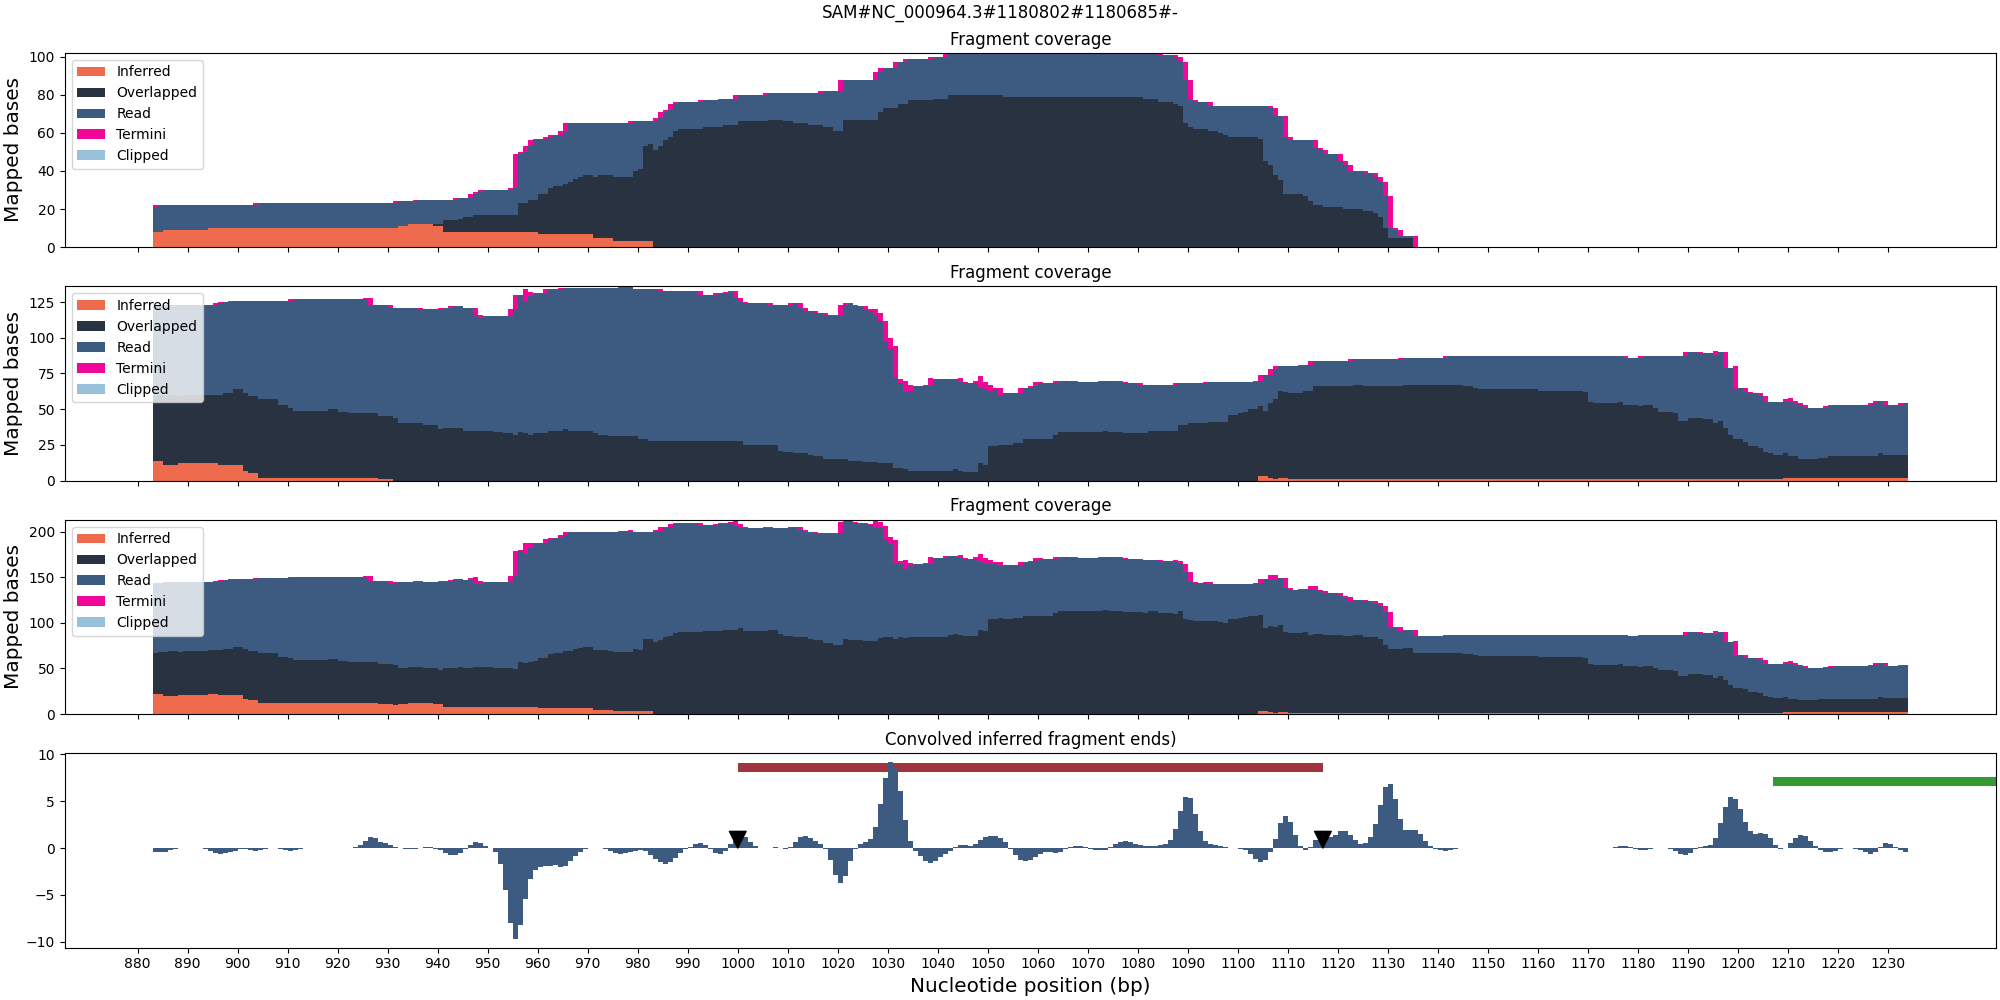 SAM#NC_000964.3#1180802#1180685#-
Fragment coverage
Mapped bases
100
80
60
40
20
0
Inferred
Overlapped
Read
Termini
Clipped
Fragment coverage
Mapped bases
125
100
75
50
25
0
Inferred
Overlapped
Read
Termini
Clipped
Fragment coverage
Mapped bases
200
150
100
50
0
Inferred
Overlapped
Read
Termini
Clipped
Convolved inferred fragment ends)
10
5
0
−5
−10
880 890 900 910 920 930 940 950 960 970 980 990 1000 1010 1020 1030 1040 1050 1060 1070 1080 1090 1100 1110 1120 1130 1140 1150 1160 1170 1180 1190 1200 1210 1220 1230
Nucleotide position (bp)